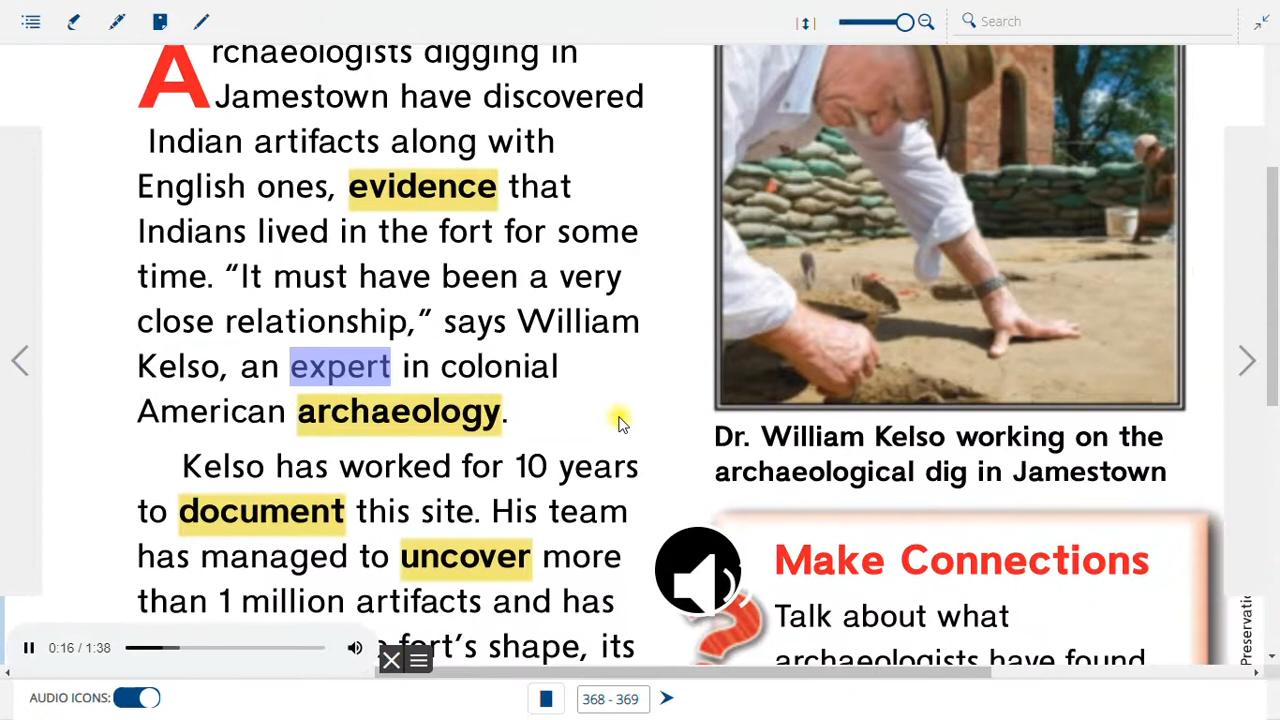 Search
Archaeologists digging in
Jamestown have discovered
Indian artifacts along with
English ones, evidence that
Indians lived in the fort for some
time. “It must have been a very
close relationship,” says William
Kelso, an expert in colonial
American archaeology.
Kelso has worked for 10 years
to document this site. His team
has managed to uncover more
than 1 million artifacts and has
fort’s shape, its
Dr. William Kelso working on the
archaeological dig in Jamestown
Make Connections
Talk about what
archaeologists have found
Preservati
0:16 / 1:38
AUDIO ICONS:
368 - 369